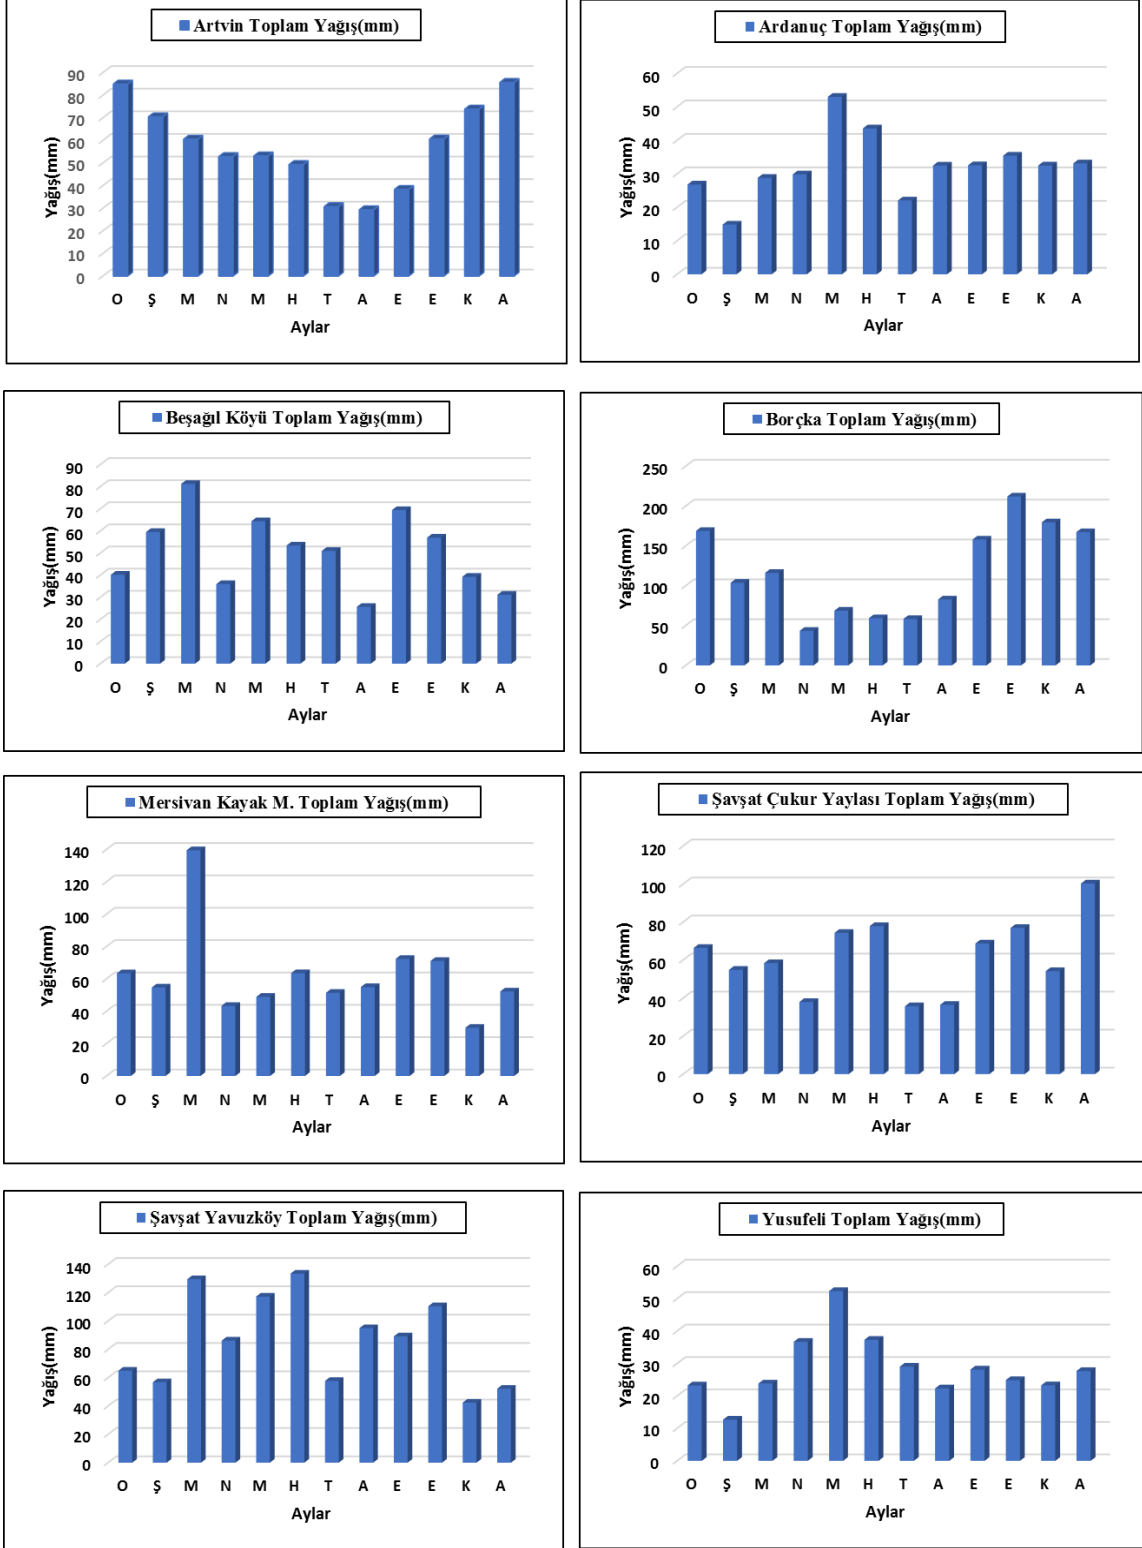 Artvin Toplam Yağış(mm)
Yağış(mm)
90
80
70
60
50
40
30
20
10
0
O Ş M N M H T A E E K A
Aylar
Ardanuç Toplam Yağış(mm)
Yağış(mm)
60
50
40
30
20
10
0
O Ş M N M H T A E E K A
Aylar
Beşağıl Köyü Toplam Yağış(mm)
Yağış(mm)
90
80
70
60
50
40
30
20
10
0
O Ş M N M H T A E E K A
Aylar
Borçka Toplam Yağış(mm)
Yağış(mm)
250
200
150
100
50
0
O Ş M N M H T A E E K A
Aylar
Mersivan Kayak M. Toplam Yağış(mm)
Yağış(mm)
140
120
100
80
60
40
20
0
O Ş M N M H T A E E K A
Aylar
Şavşat Çukur Yaylası Toplam Yağış(mm)
Yağış(mm)
120
100
80
60
40
20
0
O Ş M N M H T A E E K A
Aylar
Şavşat Yavuzköy Toplam Yağış(mm)
Yağış(mm)
140
120
100
80
60
40
20
0
O Ş M N M H T A E E K A
Aylar
Yusufeli Toplam Yağış(mm)
Yağış(mm)
60
50
40
30
20
10
0
O Ş M N M H T A E E K A
Aylar